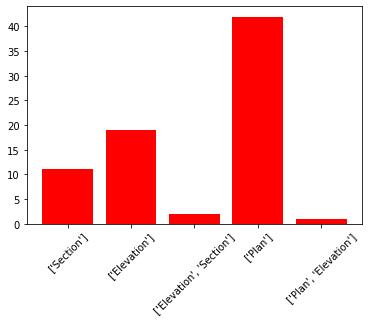 40
35
30
25
20
15
10
5
0
['Section']
['Elevation']
['Elevation', 'Section']
['Plan']
['Plan', 'Elevation']